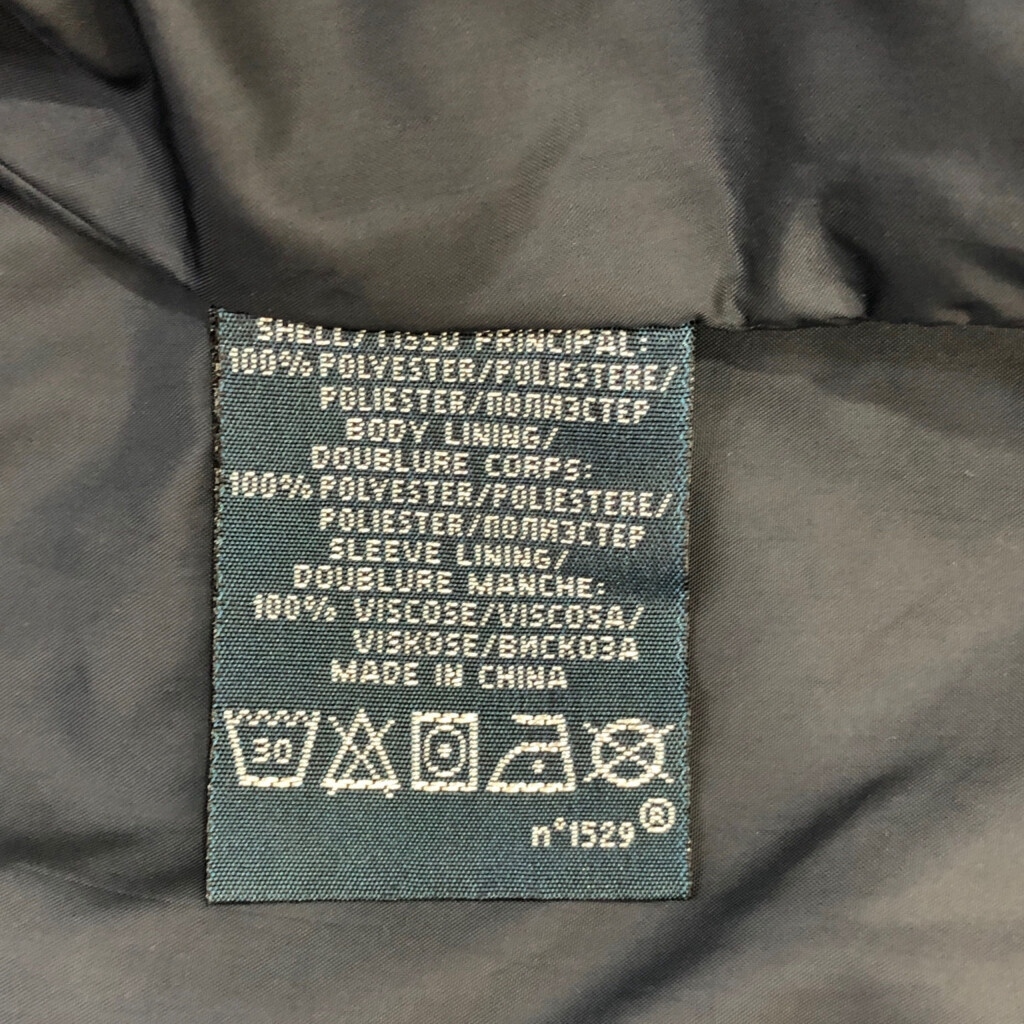 SHELL/TISSU PRINCIPAL:
100% POLYESTER/POLIESTERE/
POLIESTER/ПОЛИЭСТЕР
BODY LINING/
DOUBLURE CORPS:
100% POLYESTER/POLIESTERE/
POLIESTER/ПОЛИЭСТЕР
SLEEVE LINING/
DOUBLURE MANCHE:
100% VISCOSE/VISCOSA/
VISKOSE/ВИСКОЗА
MADE IN CHINA
30
n°1529®